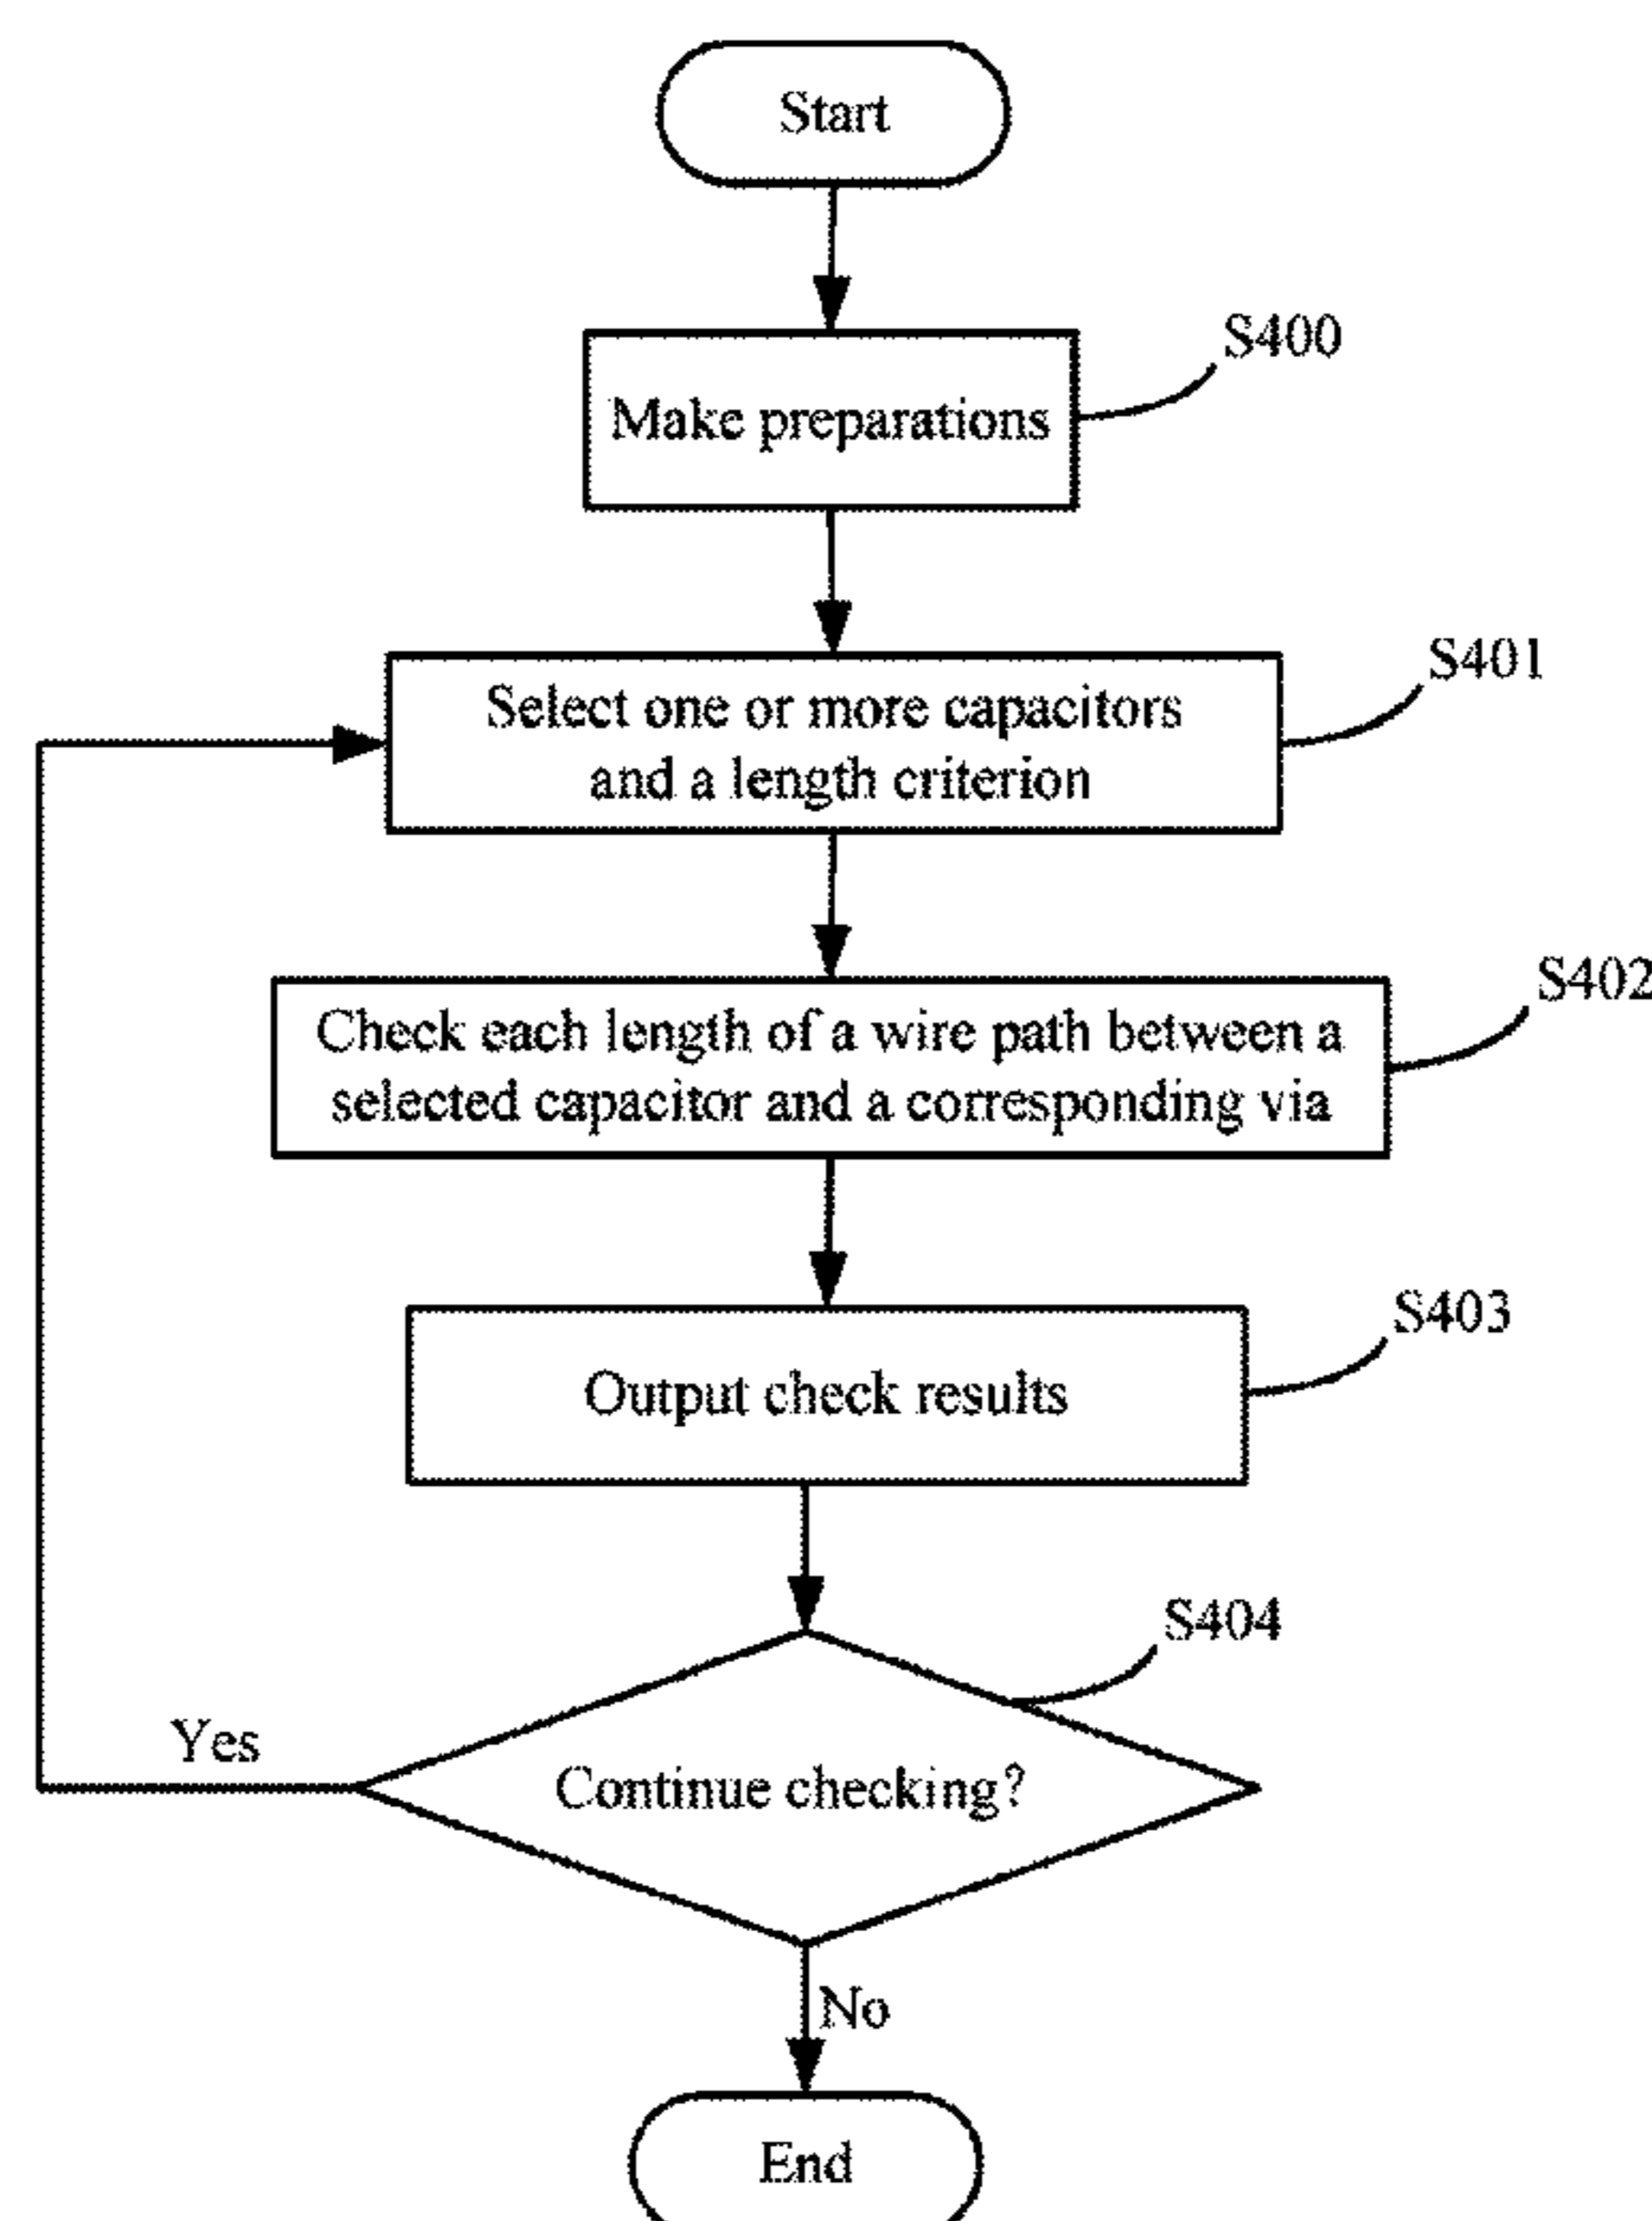 Start
S400
Make preparations
S401
Select one or more capacitors
and a length criterion
S402
Check each length of a wire path between a
selected capacitor and a corresponding via
S403
Output check results
S404
Yes
Continue checking?
No
End